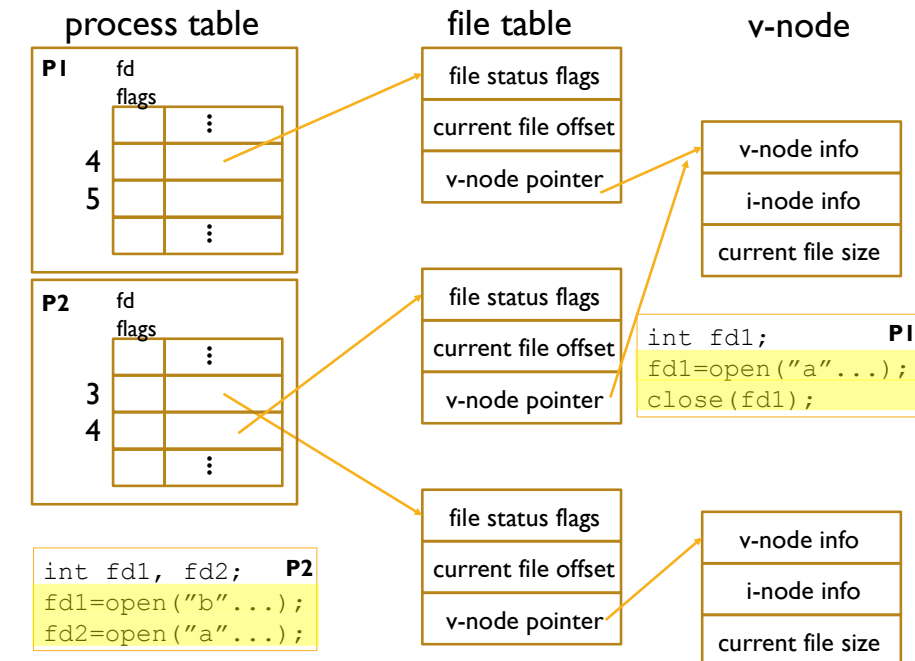 process table
file table
v-node
P1
fd
flags
⋮
4
5
⋮
P2
fd
flags
⋮
3
4
⋮
file status flags
current file offset
v-node pointer
file status flags
current file offset
v-node pointer
file status flags
current file offset
v-node pointer
v-node info
i-node info
current file size
int fd1; P1
fd1=open(”a”...);
close(fd1);
v-node info
i-node info
current file size
int fd1, fd2; P2
fd1=open(”b”...);
fd2=open(”a”...);